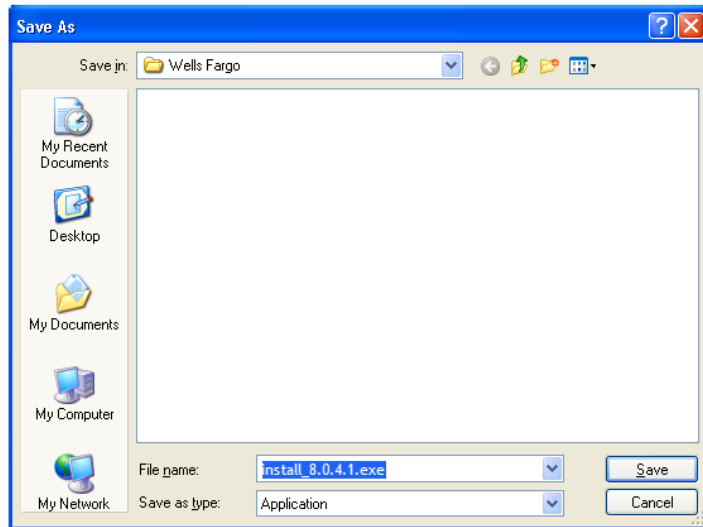 Save As
Save in:
Wells Fargo
My Recent
Documents
Desktop
My Documents
My Computer
My Network
File name:
install_8.0.4.1.exe
Save
Save as type:
Application
Cancel